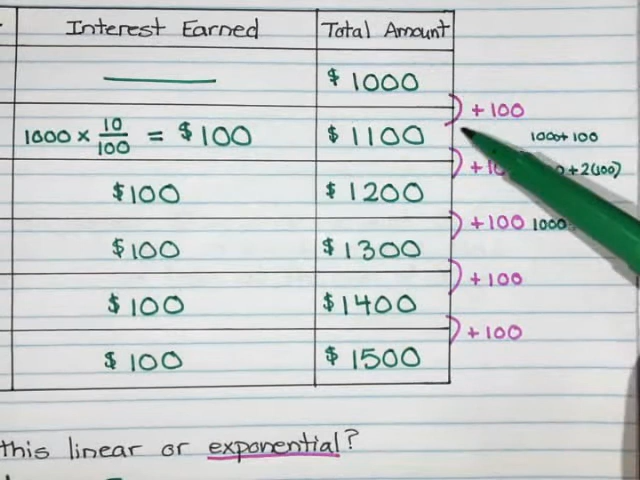 Interest Earned Total Amount
$ 1000
+ 100
1000 × 10/100 = $ 100 $ 1100 1000+ 100
+ 2(100)
$100 $ 1200
+ 100 1000
$100 $ 1300
+ 100
$ 100 $ 1400
+ 100
$ 100 $ 1500
this linear or exponential?